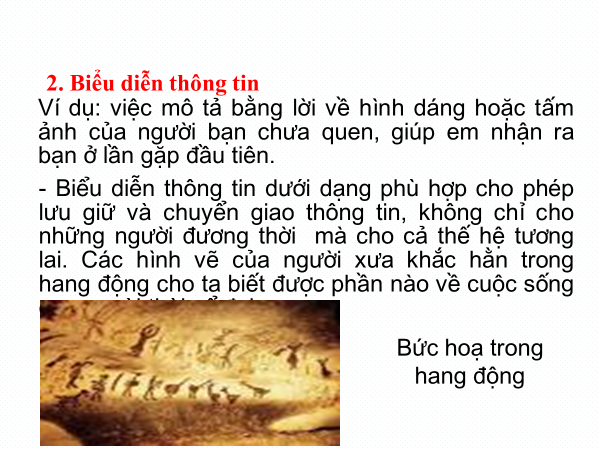 2. Biểu diễn thông tin
Ví dụ: việc mô tả bằng lời về hình dáng hoặc tấm
ảnh của người bạn chưa quen, giúp em nhận ra
bạn ở lần gặp đầu tiên.
- Biểu diễn thông tin dưới dạng phù hợp cho phép
lưu giữ và chuyển giao thông tin, không chỉ cho
những người đương thời mà cho cả thế hệ tương
lai. Các hình vẽ của người xưa khắc hằn trong
hang động cho ta biết được phần nào về cuộc sống
Bức hoạ trong
hang động